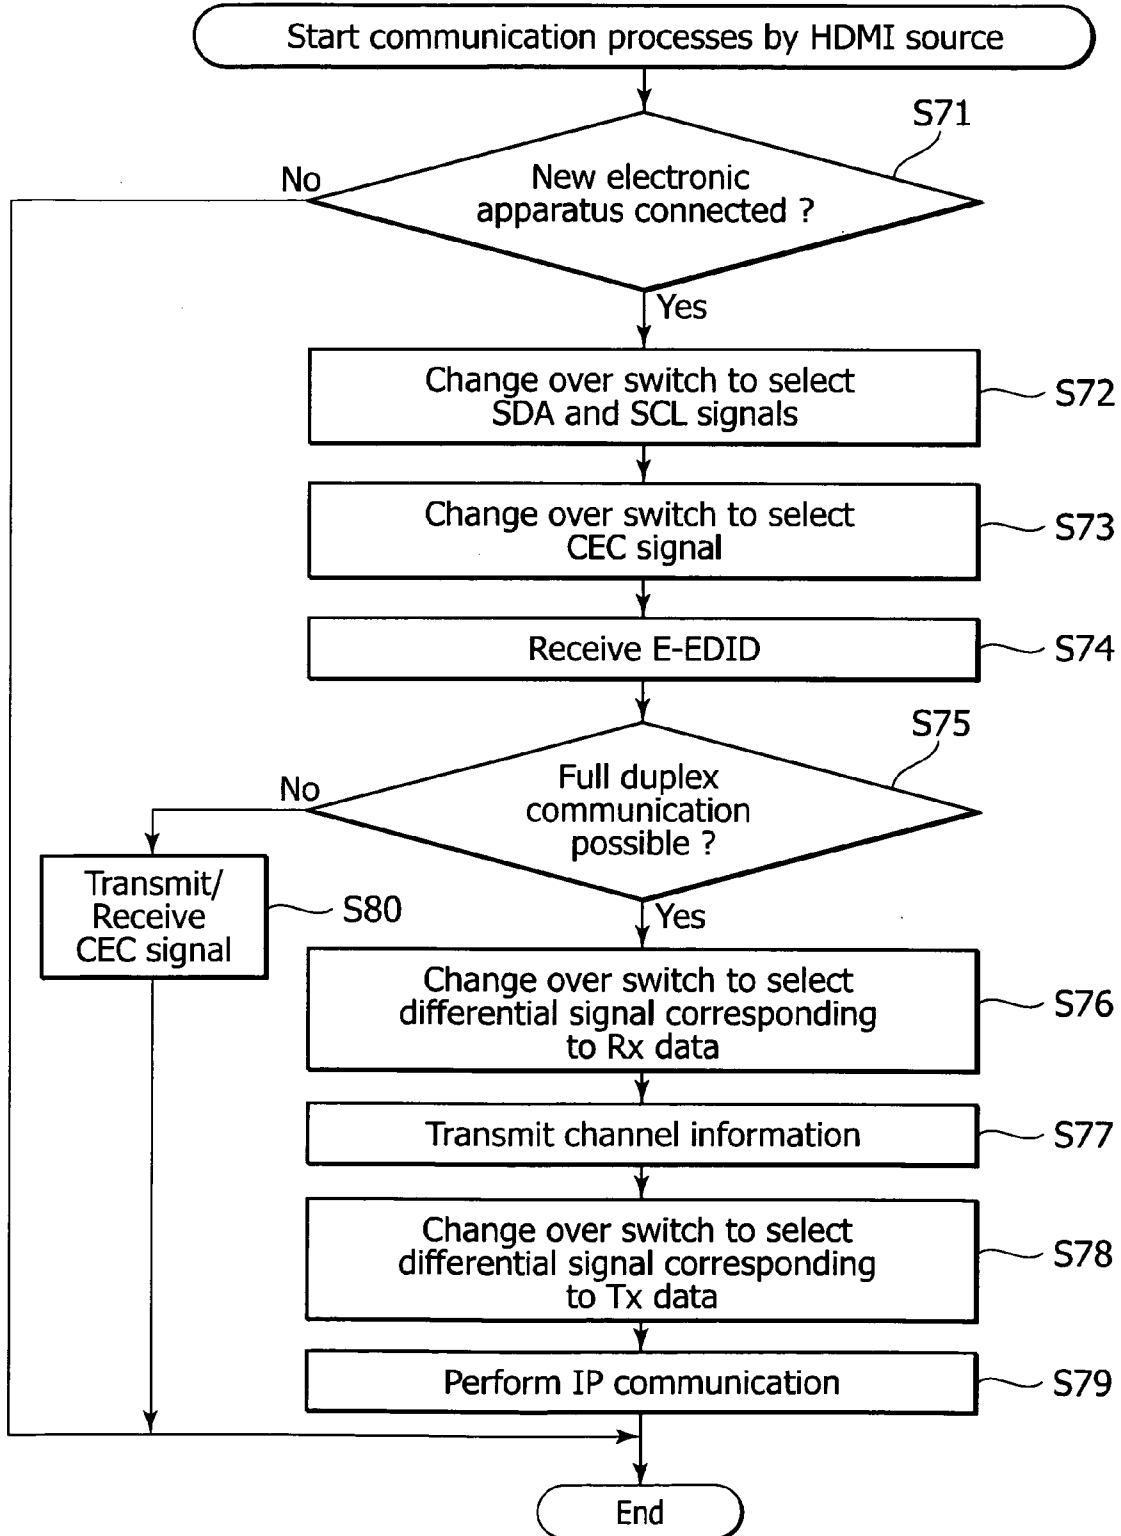 Start communication processes by HDMI source
S71
No
New electronic
apparatus connected ?
Yes
Change over switch to select
SDA and SCL signals
S72
Change over switch to select
CEC signal
S73
Receive E-EDID
S74
S75
No
Full duplex
communication
possible ?
Transmit/
Receive
CEC signal
S80
Yes
Change over switch to select
differential signal corresponding
to Rx data
S76
Transmit channel information
S77
Change over switch to select
differential signal corresponding
to Tx data
S78
Perform IP communication
S79
End